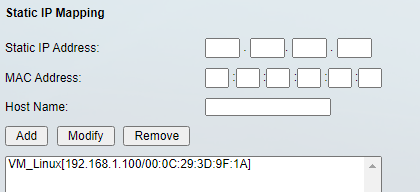 Static IP Mapping
Static IP Address: . . .
MAC Address: : : : : :
Host Name:
Add Modify Remove
VM_Linux[192.168.1.100/00:0C:29:3D:9F:1A]